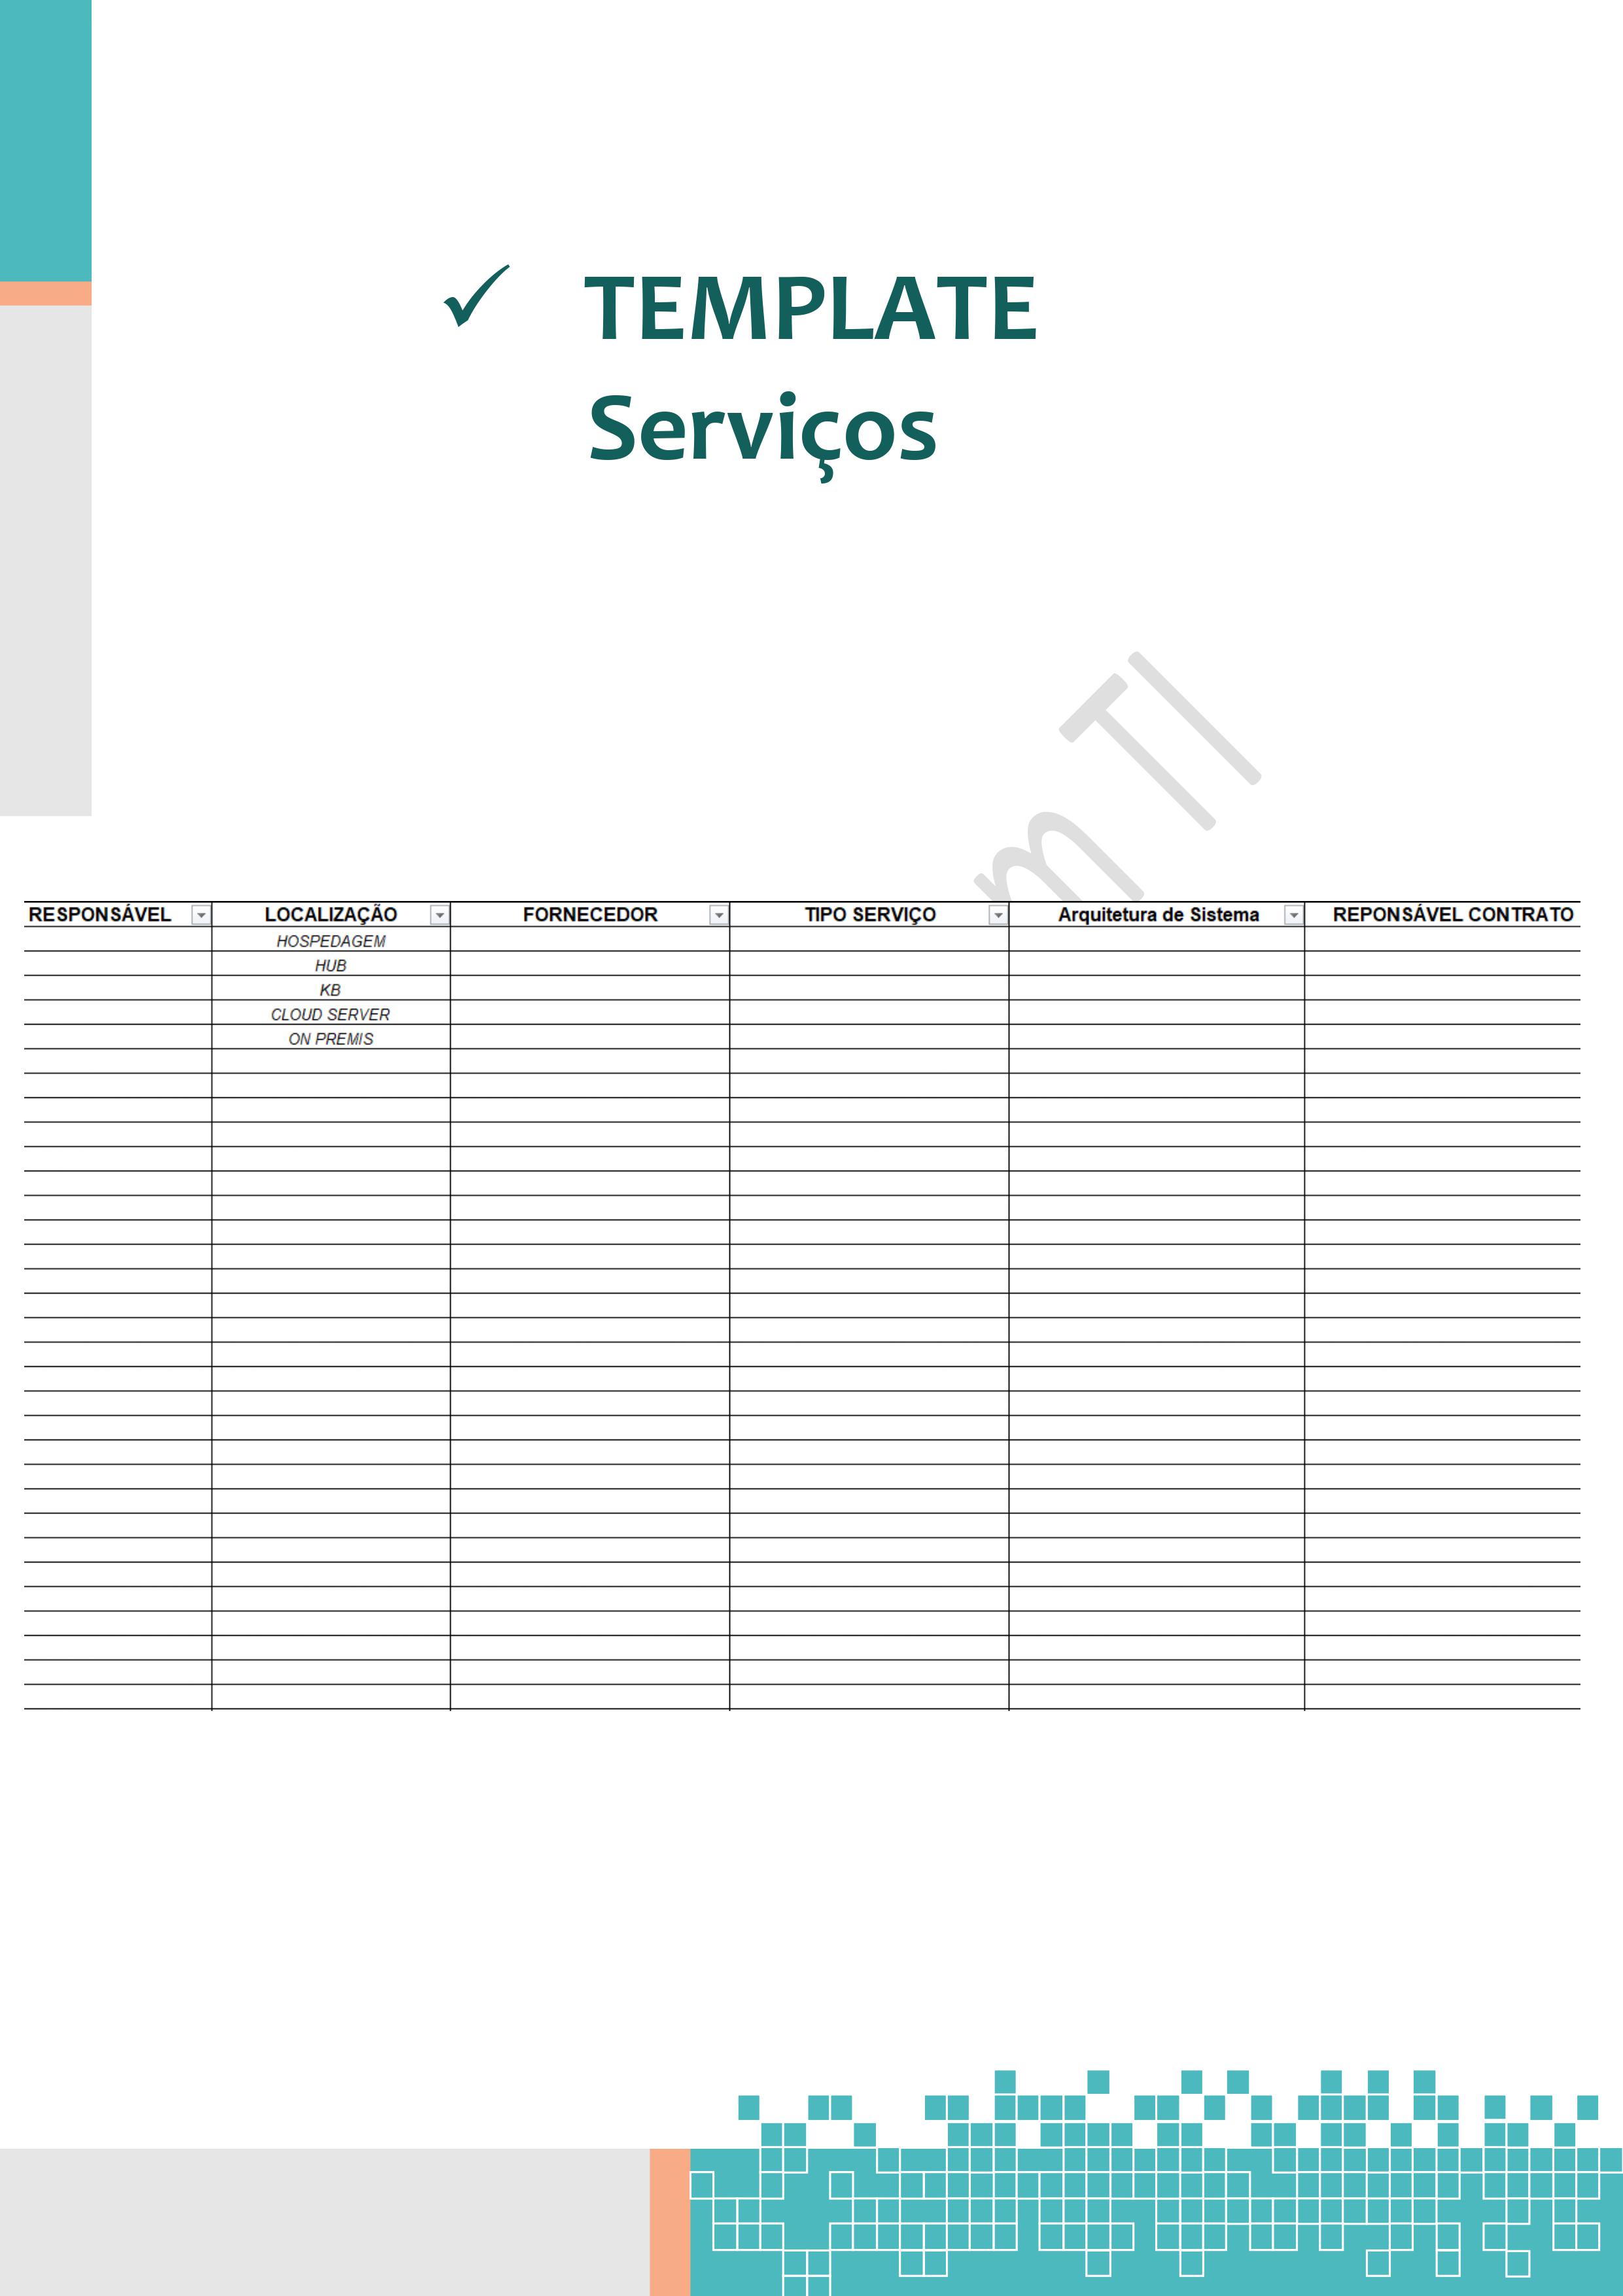 ✓ TEMPLATE
Serviços
m TI
RESPONSÁVEL LOCALIZAÇÃO FORNECEDOR TIPO SERVIÇO Arquitetura de Sistema REPONSÁVEL CONTRATO
HOSPEDAGEM
HUB
KB
CLOUD SERVER
ON PREMIS